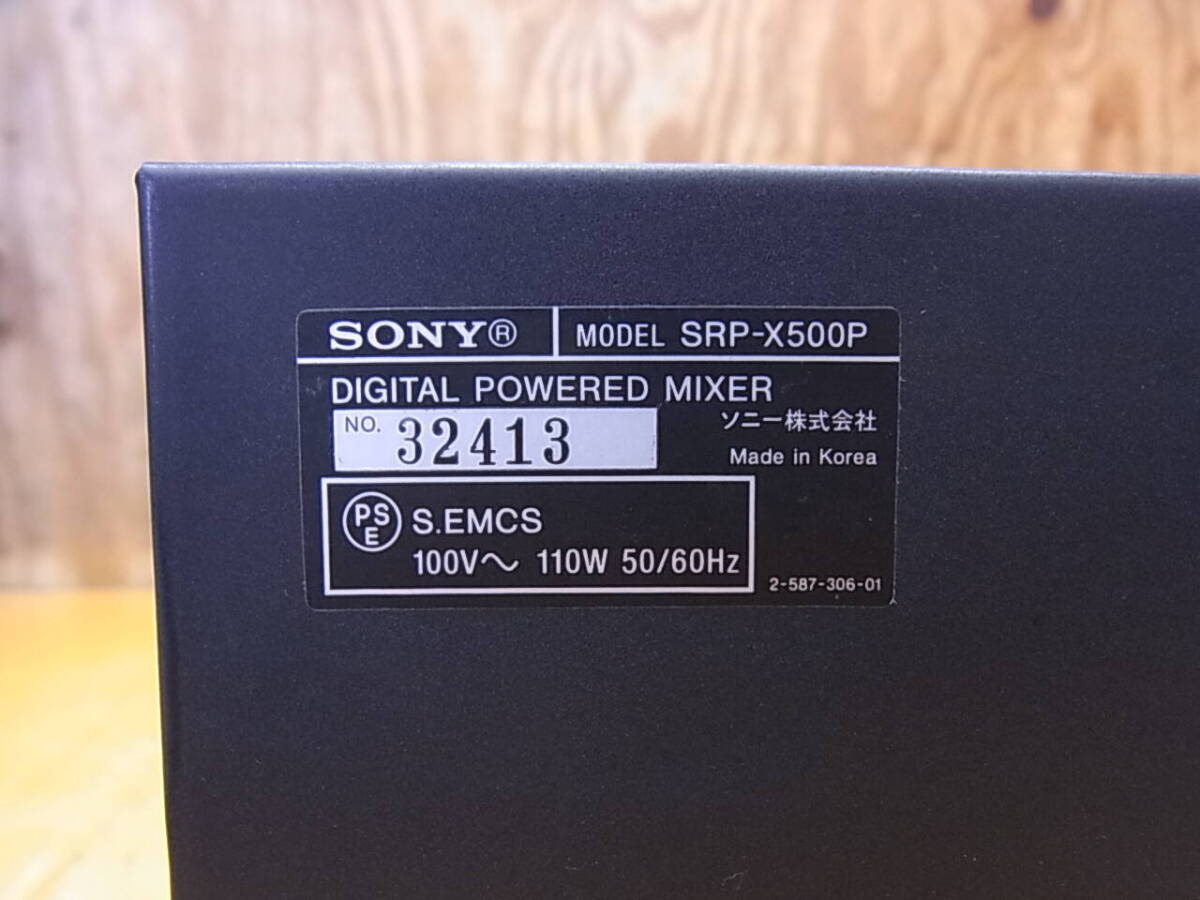 SONY® MODEL SRP-X500P
DIGITAL POWERED MIXER
NO. 32413
ソニー株式会社
Made in Korea
PSE S.EMCS
100V～ 110W 50/60Hz
2-587-306-01